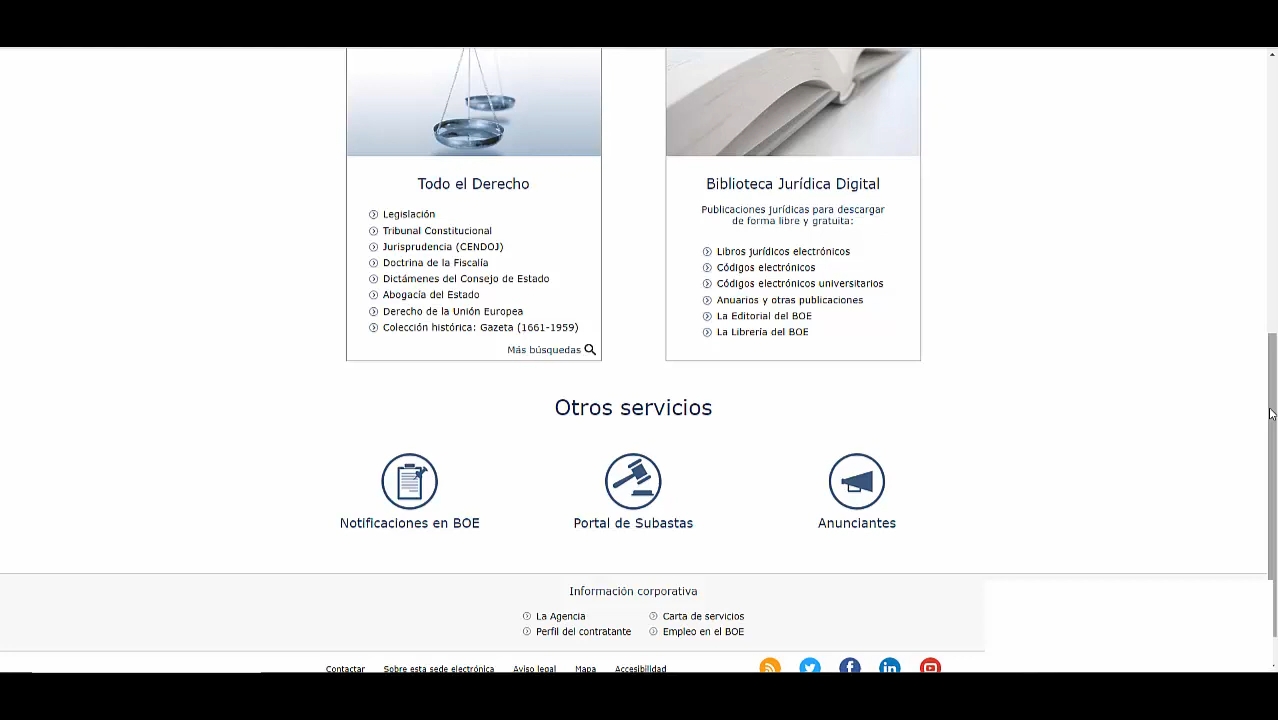 Todo el Derecho
Legislación
Tribunal Constitucional
Jurisprudencia (CENDOJ)
Doctrina de la Fiscalía
Dictámenes del Consejo de Estado
Abogacía del Estado
Derecho de la Unión Europea
Colección histórica: Gazeta (1661-1959)
Más búsquedas
Biblioteca Jurídica Digital
Publicaciones jurídicas para descargar
de forma libre y gratuita:
Libros jurídicos electrónicos
Códigos electrónicos
Códigos electrónicos universitarios
Anuarios y otras publicaciones
La Editorial del BOE
La Librería del BOE
Otros servicios
Notificaciones en BOE
Portal de Subastas
Anunciantes
Información corporativa
La Agencia
Carta de servicios
Perfil del contratante
Empleo en el BOE
Contactar
Sobre esta sede electrónica
Aviso legal
Mapa
Accesibilidad